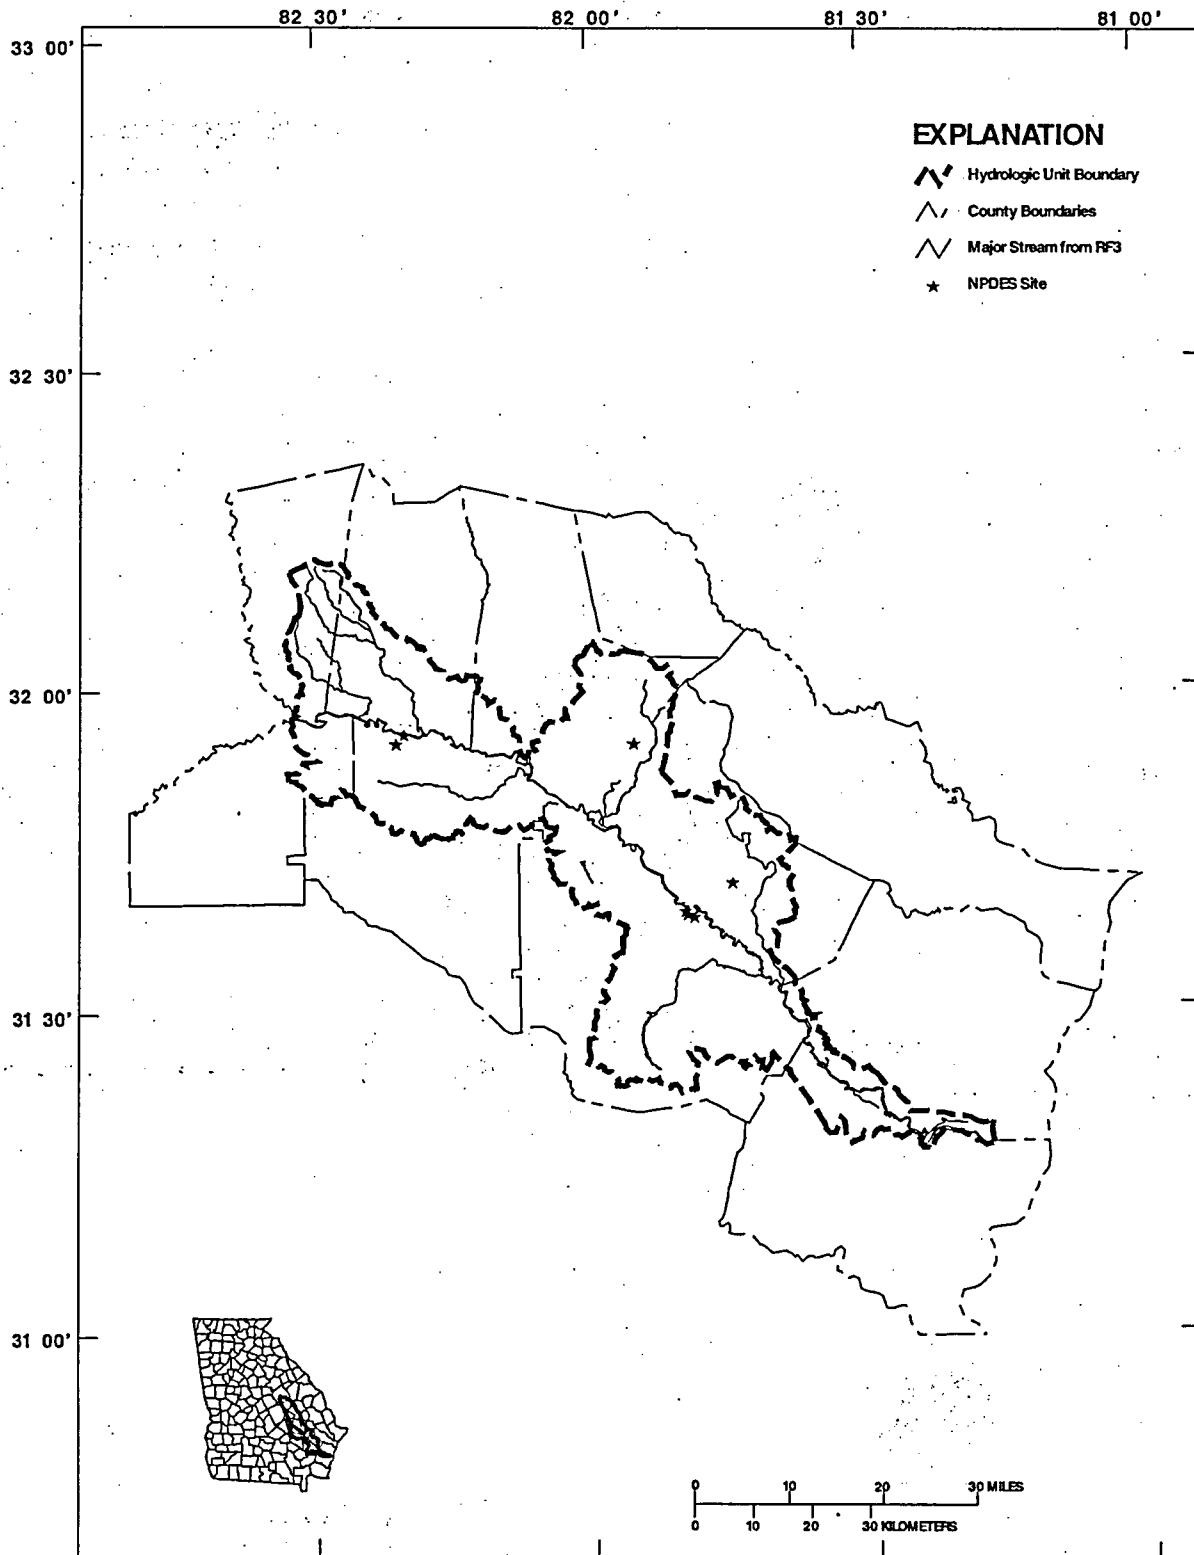 82 30' 82 00' 81 30' 81 00'
33 00'
EXPLANATION
Hydrologic Unit Boundary
County Boundaries
Major Stream from RF3
NPDES Site
32 30'
32 00'
31 30'
31 00'
0 10 20 30 MILES
0 10 20 30 KILOMETERS